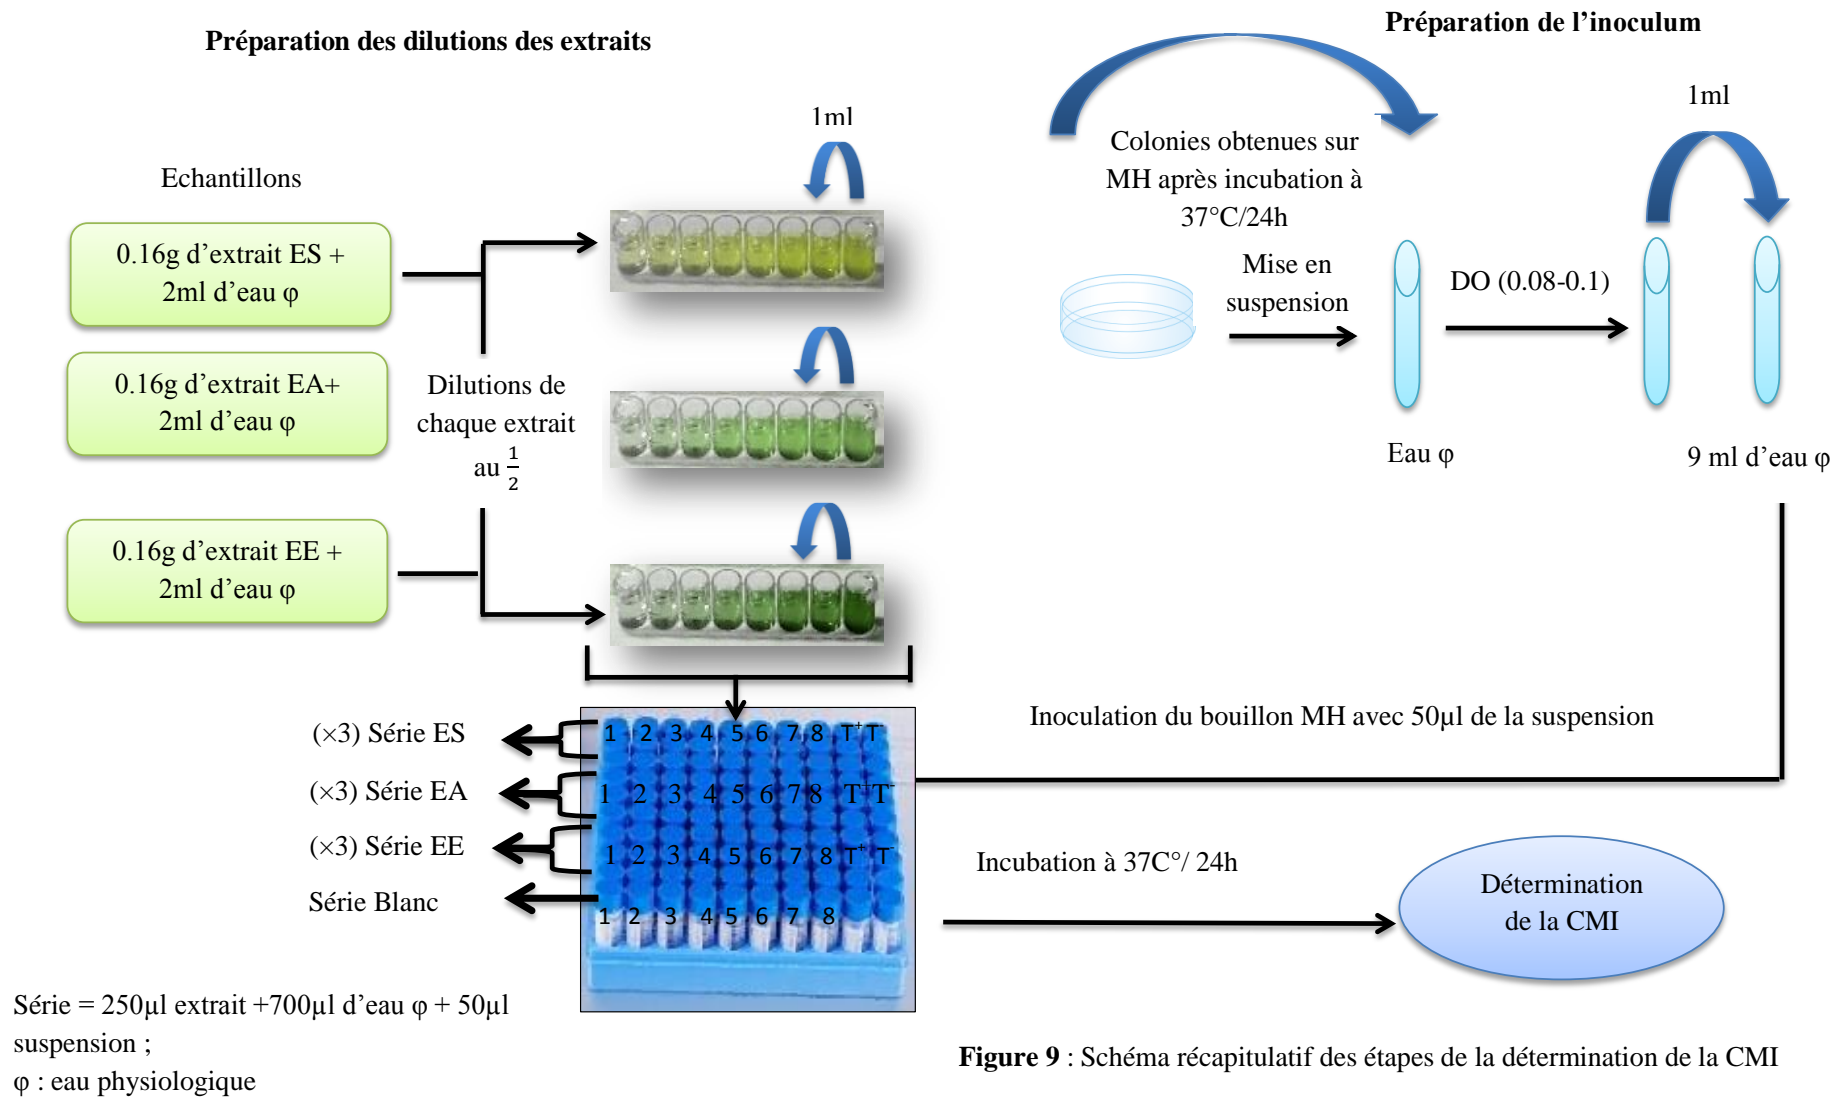 Préparation des dilutions des extraits
Préparation de l’inoculum
1ml
Echantillons
0.16g d’extrait ES +
2ml d’eau φ
0.16g d’extrait EA+
2ml d’eau φ
0.16g d’extrait EE +
2ml d’eau φ
Dilutions de
chaque extrait
au 1/2
Colonies obtenues sur
MH après incubation à
37°C/24h
Mise en
suspension
DO (0.08-0.1)
1ml
Eau φ
9 ml d’eau φ
(×3) Série ES
1 2 3 4 5 6 7 8 T⁺ T⁻
(×3) Série EA
1 2 3 4 5 6 7 8 T⁺ T⁻
(×3) Série EE
1 2 3 4 5 6 7 8 T⁺ T⁻
Série Blanc
1 2 3 4 5 6 7 8
Inoculation du bouillon MH avec 50µl de la suspension
Incubation à 37C°/ 24h
Détermination
de la CMI
Série = 250µl extrait +700µl d’eau φ + 50µl
suspension ;
φ : eau physiologique
Figure 9 : Schéma récapitulatif des étapes de la détermination de la CMI